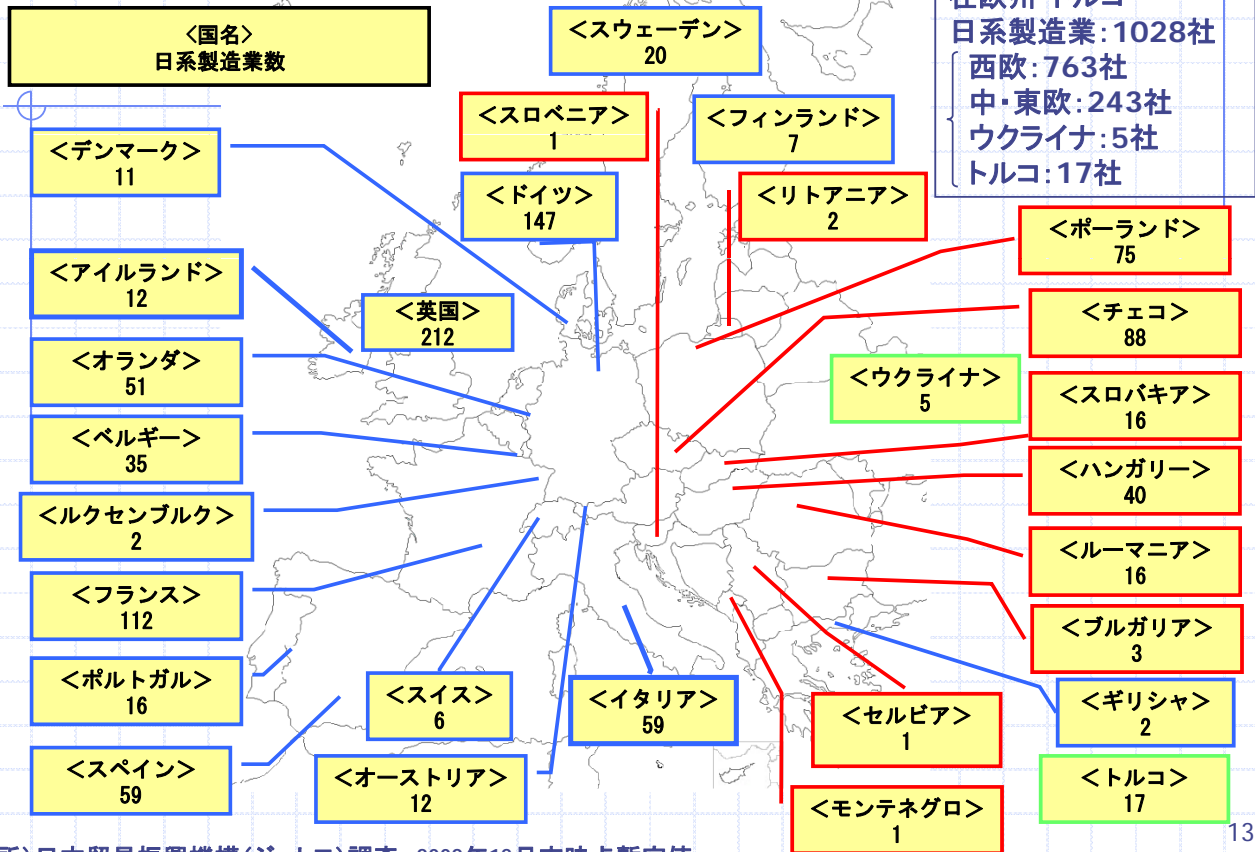 <国名>
日系製造業数
<スウェーデン>
20
日系製造業:1028社
西欧:763社
中・東欧:243社
ウクライナ:5社
トルコ:17社
<スロベニア>
1
<フィンランド>
7
<デンマーク>
11
<ドイツ>
147
<リトアニア>
2
<ポーランド>
75
<アイルランド>
12
<英国>
212
<チェコ>
88
<オランダ>
51
<ウクライナ>
5
<スロバキア>
16
<ベルギー>
35
<ハンガリー>
40
<ルクセンブルク>
2
<ルーマニア>
16
<フランス>
112
<ブルガリア>
3
<ポルトガル>
16
<スイス>
6
<イタリア>
59
<セルビア>
1
<ギリシャ>
2
<スペイン>
59
<オーストリア>
12
<トルコ>
17
<モンテネグロ>
1
13